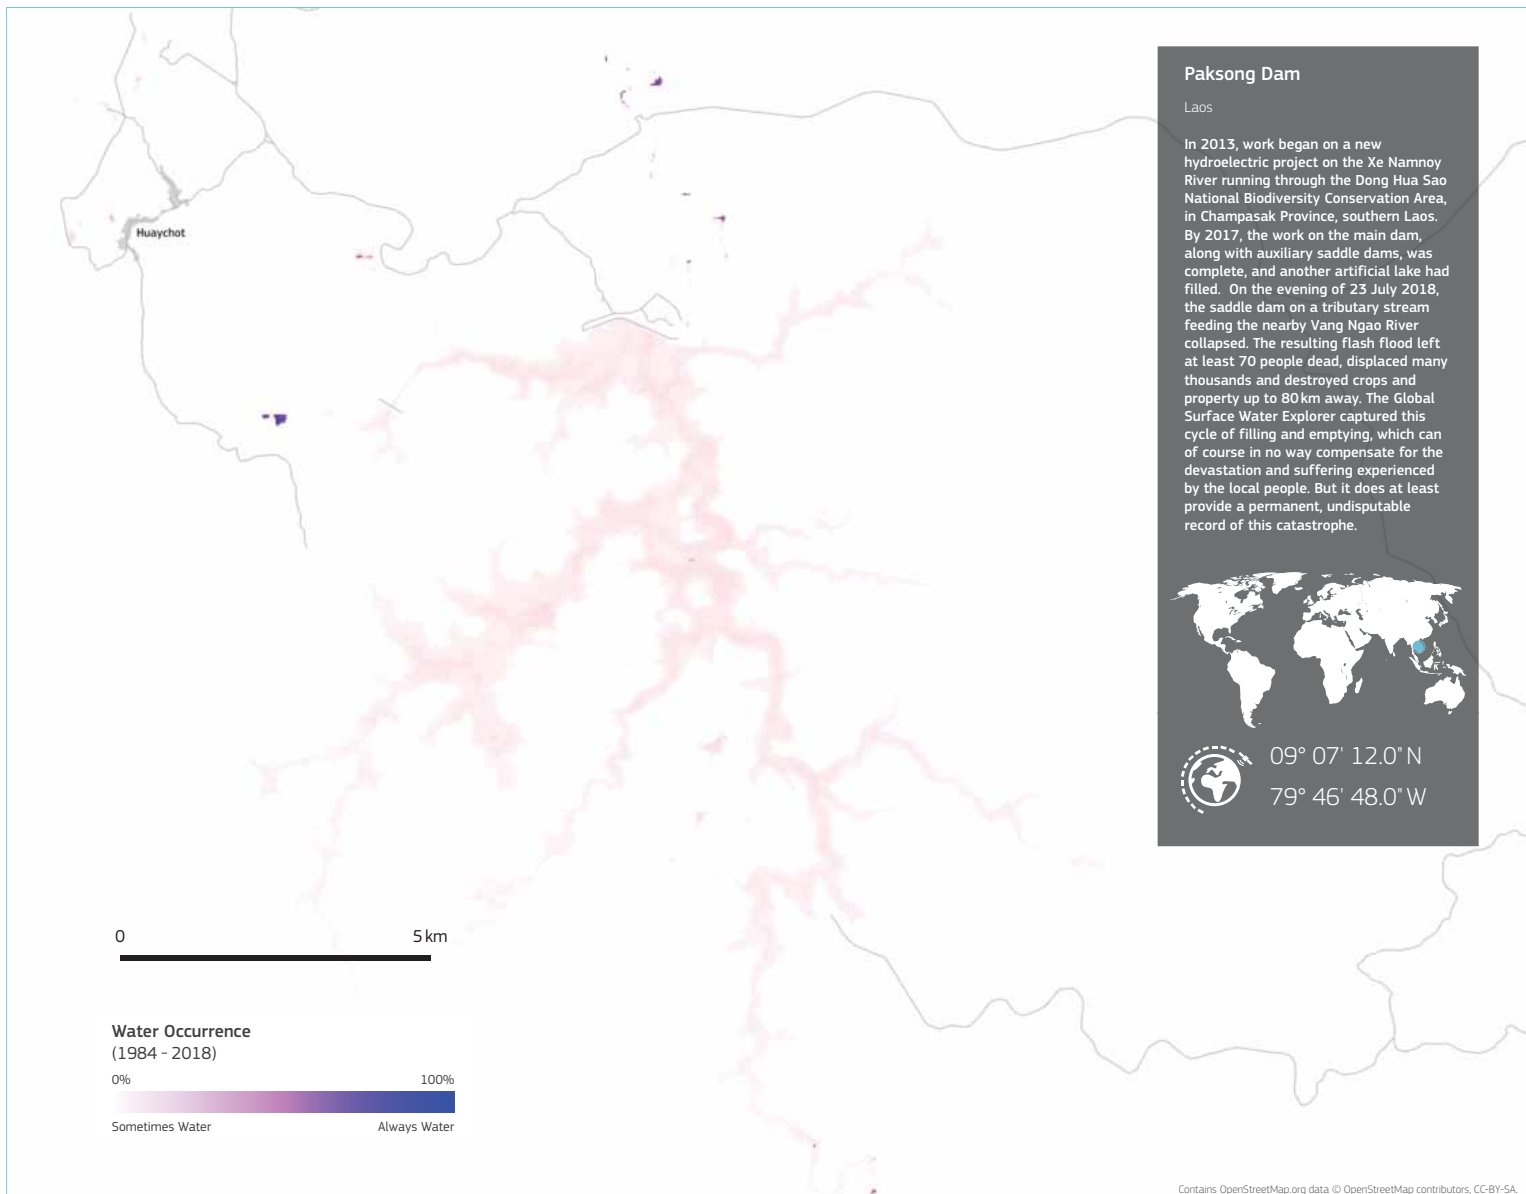 Paksong Dam
Laos
In 2013, work began on a new
hydroelectric project on the Xe Namnoy
River running through the Dong Hua Sao
National Biodiversity Conservation Area,
in Champasak Province, southern Laos.
By 2017, the work on the main dam,
along with auxiliary saddle dams, was
complete, and another artificial lake had
filled.  On the evening of 23 July 2018,
the saddle dam on a tributary stream
feeding the nearby Vang Ngao River
collapsed. The resulting flash flood left
at least 70 people dead, displaced many
thousands and destroyed crops and
property up to 80 km away. The Global
Surface Water Explorer captured this
cycle of filling and emptying, which can
of course in no way compensate for the
devastation and suffering experienced
by the local people. But it does at least
provide a permanent, undisputable
record of this catastrophe.
09° 07' 12.0" N
79° 46' 48.0" W
Huaychot
0 5 km
Water Occurrence
(1984 - 2018)
0% 100%
Sometimes Water Always Water
Contains OpenStreetMap.org data © OpenStreetMap contributors, CC-BY-SA.